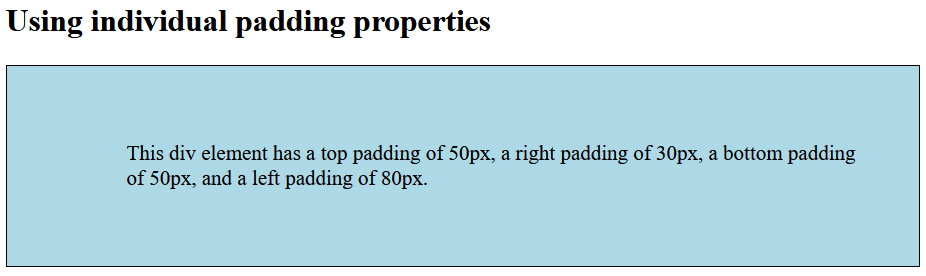 Using individual padding properties
This div element has a top padding of 50px, a right padding of 30px, a bottom padding
of 50px, and a left padding of 80px.